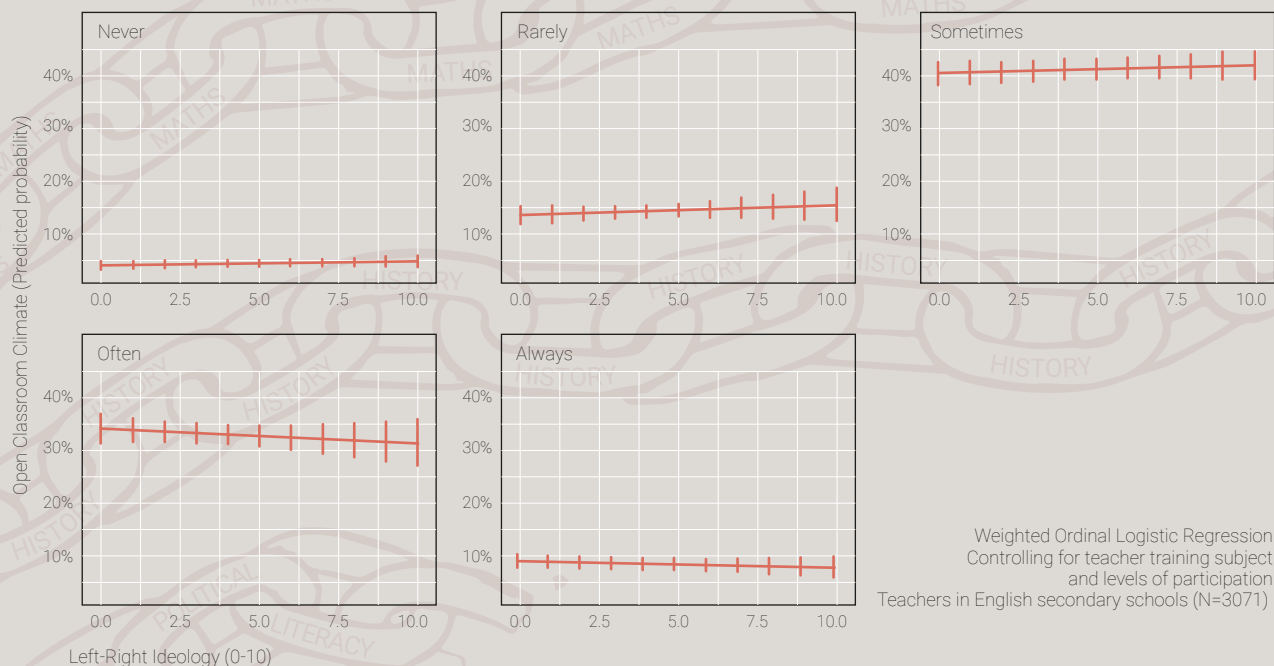 Never
Rarely
Sometimes
40%
30%
20%
10%
40%
30%
20%
10%
40%
30%
20%
10%
0.0 2.5 5.0 7.5 10.0
0.0 2.5 5.0 7.5 10.0
0.0 2.5 5.0 7.5 10.0
Open Classroom Climate (Predicted probability)
Often
Always
40%
30%
20%
10%
40%
30%
20%
10%
0.0 2.5 5.0 7.5 10.0
0.0 2.5 5.0 7.5 10.0
Left-Right Ideology (0-10)
Weighted Ordinal Logistic Regression
Controlling for teacher training subject
and levels of participation
Teachers in English secondary schools (N=3071)
MATHS
MATHS
MATHS
MATHS
MATHS
HISTORY
HISTORY
HISTORY
HISTORY
HISTORY
HISTORY
HISTORY
HISTORY
HISTORY
POLITICAL
LITERACY